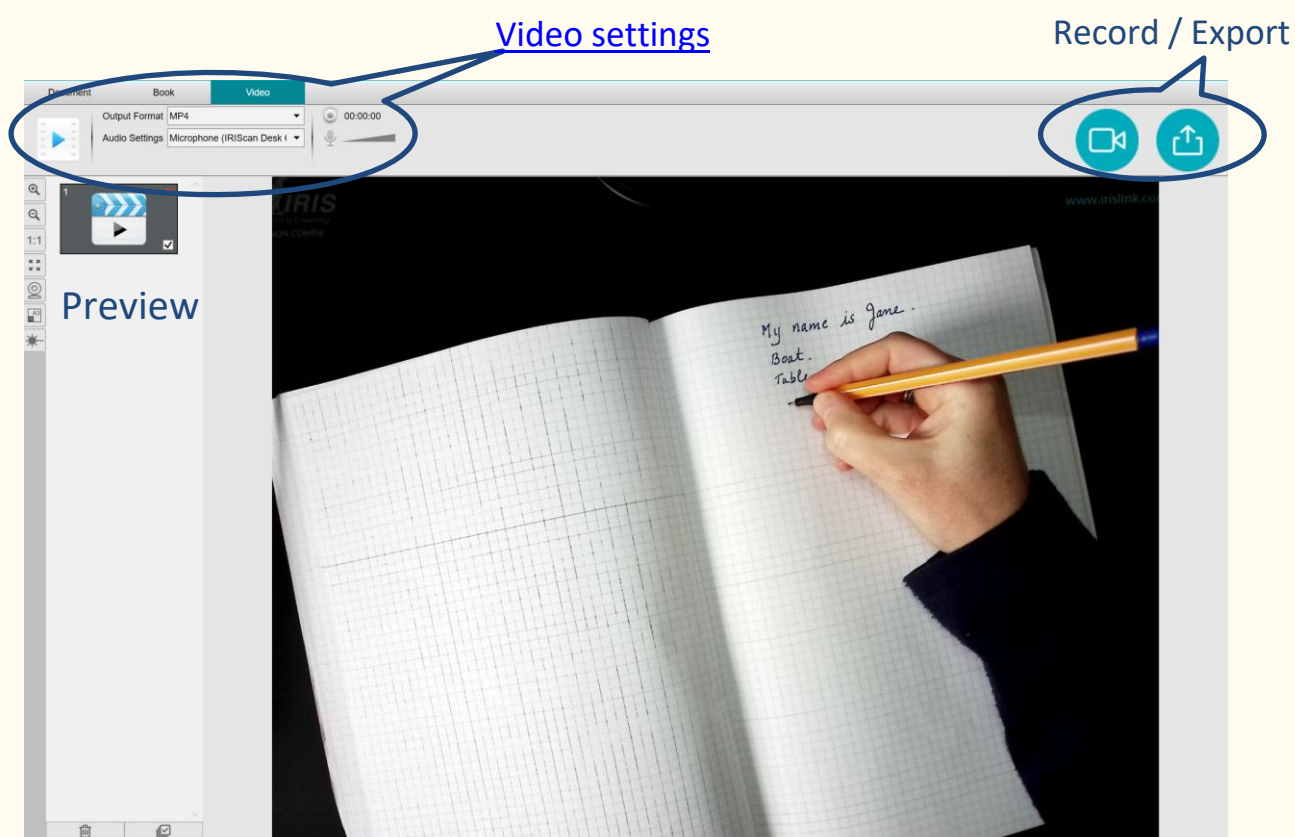 Video settings
Record / Export
Document Book Video
Output Format MP4
00:00:00
Audio Settings Microphone (IRIScan Desk
1
1:1
Preview
A3
IRIS
www.irislink.co
My name is Jane.
Boat.
Table